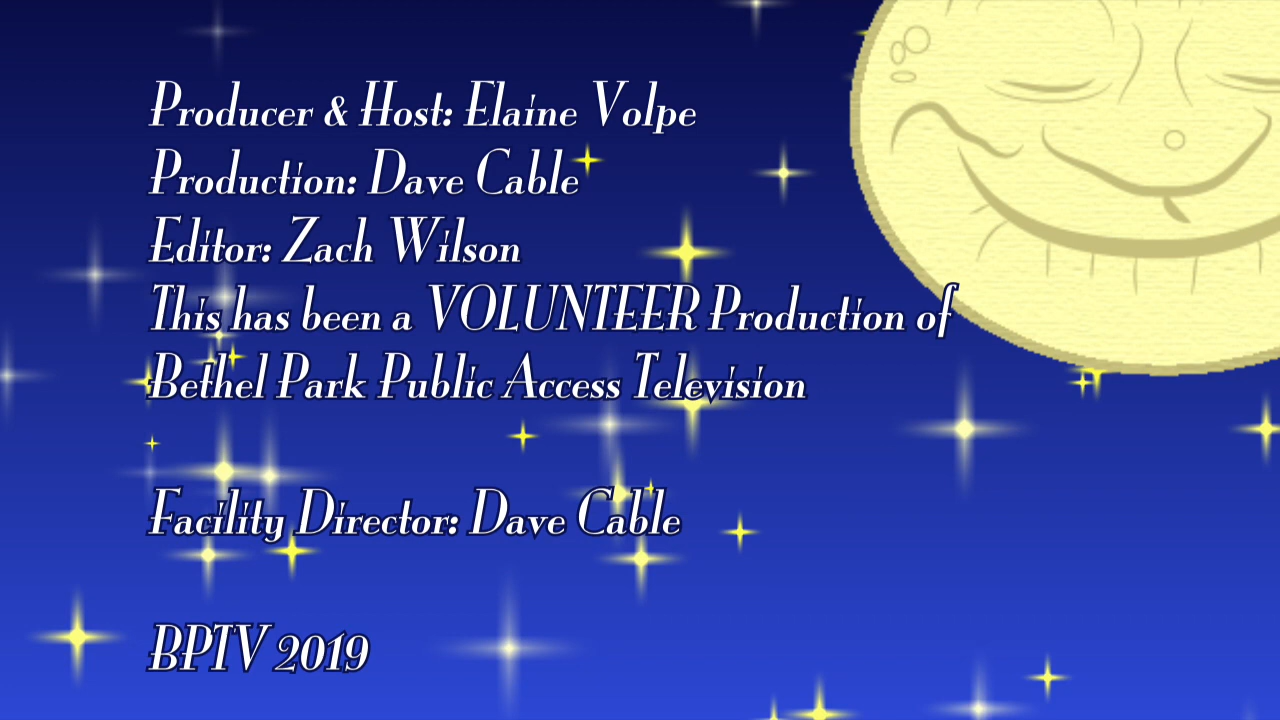 Producer & Host: Elaine Volpe
Production: Dave Cable
Editor: Zach Wilson
This has been a VOLUNTEER Production of
Bethel Park Public Access Television
Facility Director: Dave Cable
BPTV 2019